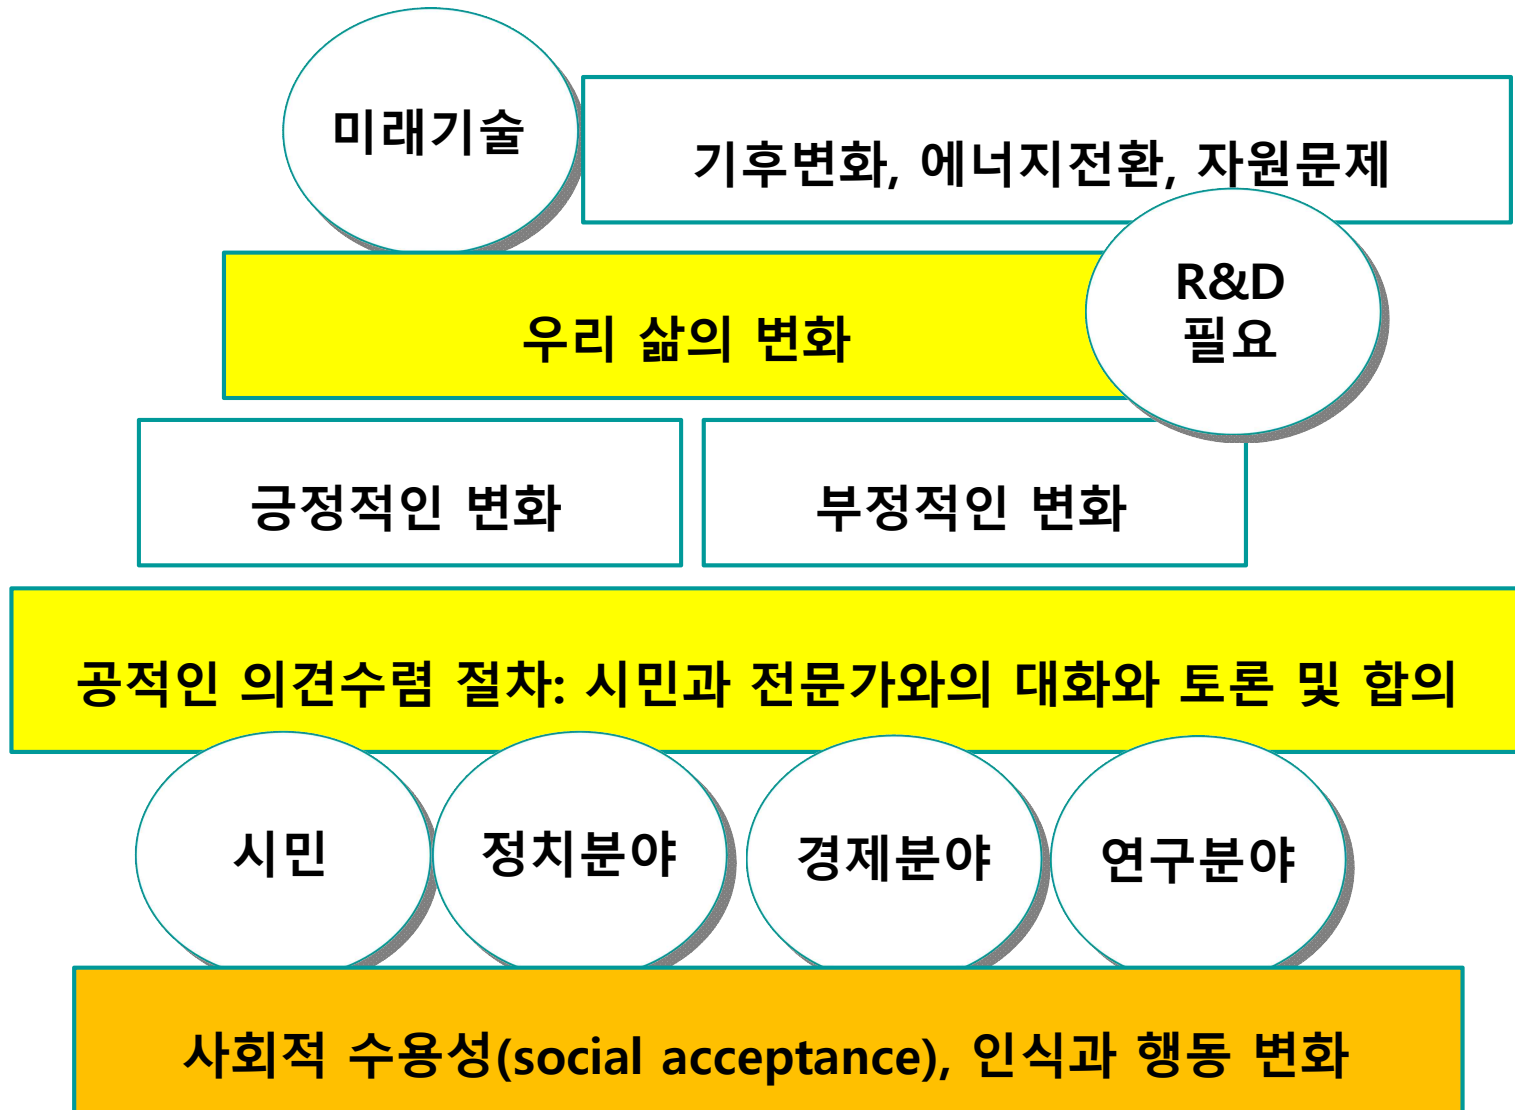 미래기술
기후변화, 에너지전환, 자원문제
우리 삶의 변화
R&D
필요
긍정적인 변화
부정적인 변화
공적인 의견수렴 절차: 시민과 전문가와의 대화와 토론 및 합의
시민
정치분야
경제분야
연구분야
사회적 수용성(social acceptance), 인식과 행동 변화